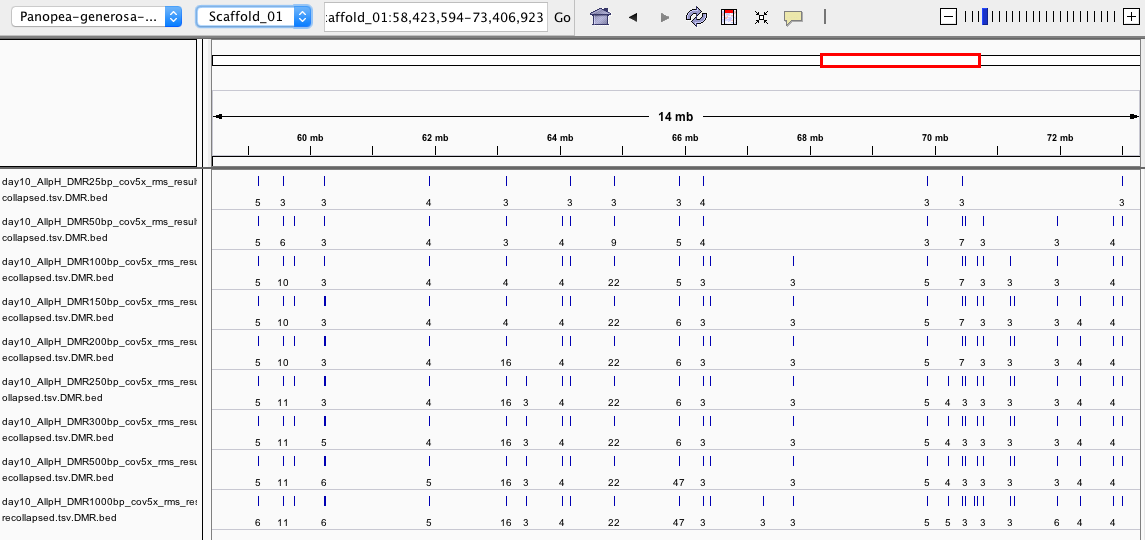 Panopea-generosa-... Scaffold_01 :affold_01:58,423,594-73,406,923 Go
14 mb
60 mb 62 mb 64 mb 66 mb 68 mb 70 mb 72 mb
day10_AllpH_DMR25bp_cov5x_rms_resul
collapsed.tsv.DMR.bed
5 3 3 4 3 3 3 3 4 3 3 3
day10_AllpH_DMR50bp_cov5x_rms_resul
collapsed.tsv.DMR.bed
5 6 3 4 3 4 9 5 4 3 7 3 3 4
day10_AllpH_DMR100bp_cov5x_rms_resu
ecollapsed.tsv.DMR.bed
5 10 3 4 4 4 22 5 3 3 5 7 3 3 3 4
day10_AllpH_DMR150bp_cov5x_rms_resu
ecollapsed.tsv.DMR.bed
5 10 3 4 4 4 22 6 3 3 5 7 3 3 3 4 4
day10_AllpH_DMR200bp_cov5x_rms_resu
ecollapsed.tsv.DMR.bed
5 10 3 4 16 4 22 6 3 3 5 7 3 3 3 4 4
day10_AllpH_DMR250bp_cov5x_rms_resu
ollapsed.tsv.DMR.bed
5 11 3 4 16 3 4 22 6 3 3 5 4 3 3 3 3 4 4
day10_AllpH_DMR300bp_cov5x_rms_resu
ecollapsed.tsv.DMR.bed
5 11 5 4 16 3 4 22 6 3 3 5 4 3 3 3 3 4 4
day10_AllpH_DMR500bp_cov5x_rms_resu
ecollapsed.tsv.DMR.bed
5 11 6 5 16 3 4 22 47 3 3 5 4 3 3 3 3 4 4
day10_AllpH_DMR1000bp_cov5x_rms_res
recollapsed.tsv.DMR.bed
6 11 6 5 16 3 4 22 47 3 3 3 5 5 3 3 3 6 4 4